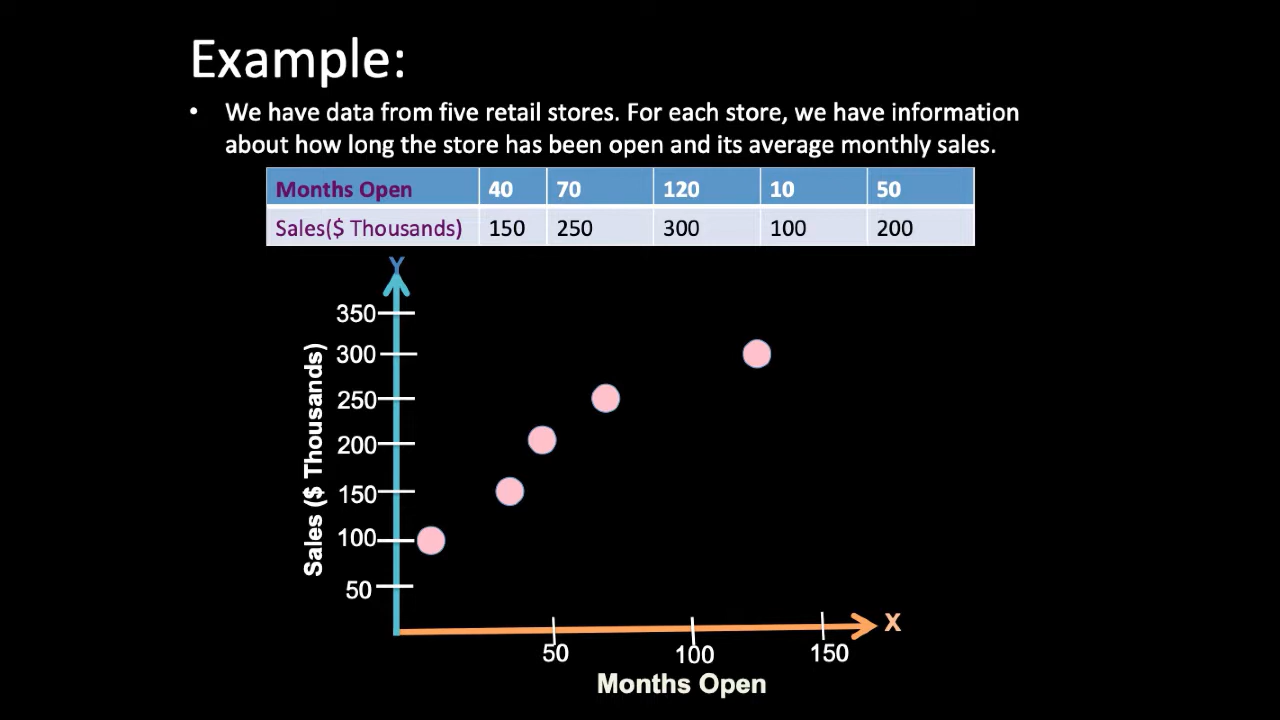 Example:
• We have data from five retail stores. For each store, we have information
about how long the store has been open and its average monthly sales.
Months Open 40 70 120 10 50
Sales($ Thousands) 150 250 300 100 200
Y
350
300
250
200
150
100
50
Sales ($ Thousands)
X
50 100 150
Months Open